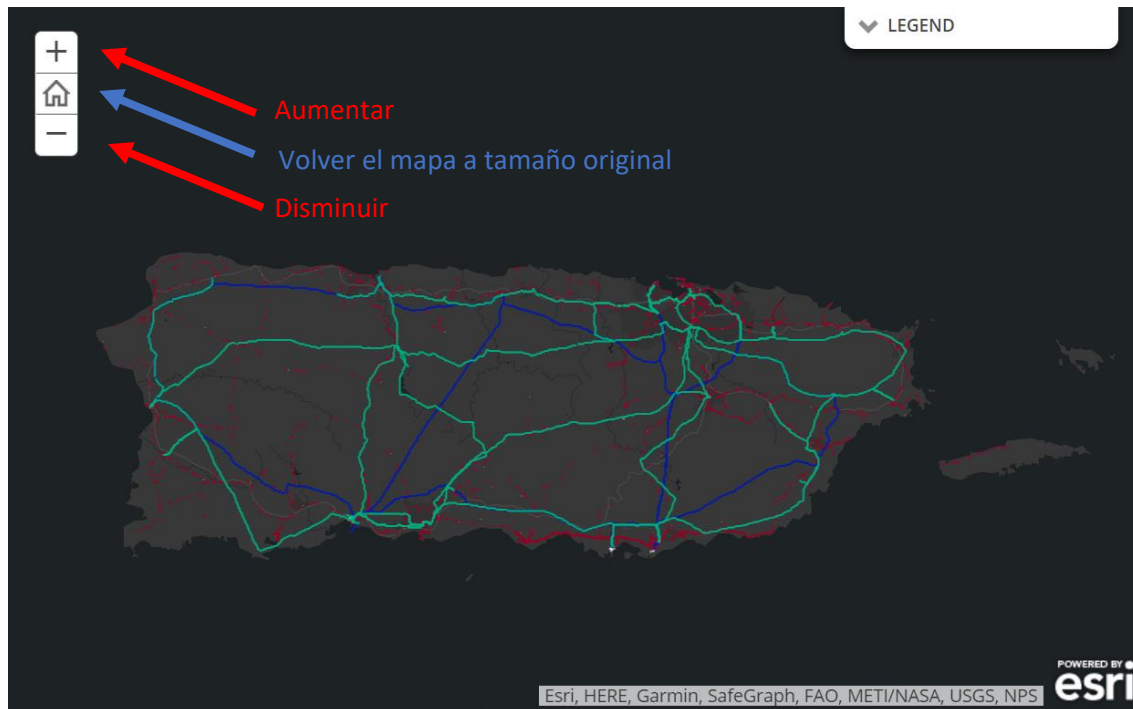 LEGEND
+
Aumentar
Volver el mapa a tamaño original
−
Disminuir
POWERED BY
esri
Esri, HERE, Garmin, SafeGraph, FAO, METI/NASA, USGS, NPS